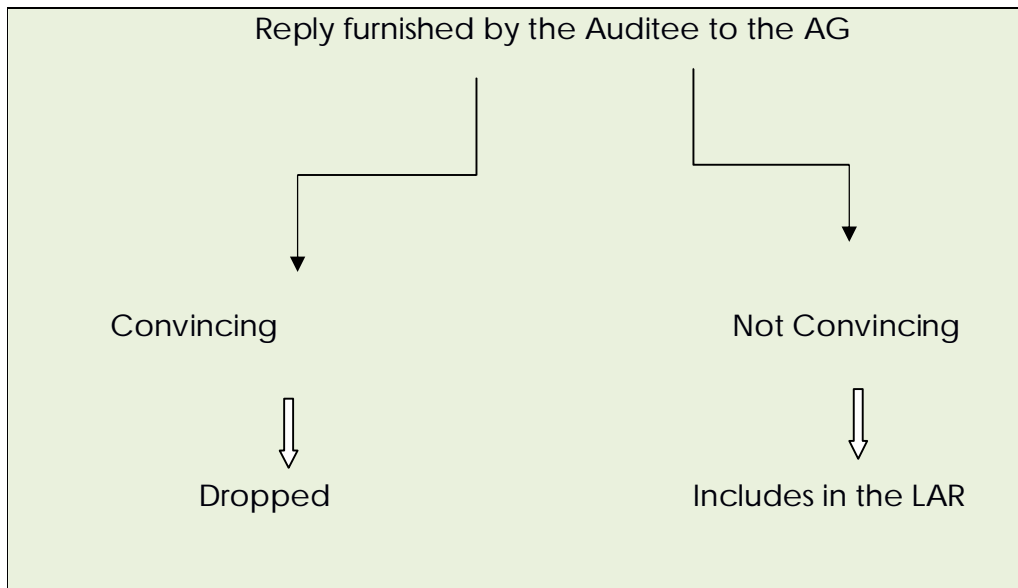 Reply furnished by the Auditee to the AG
Convincing
Not Convincing
Dropped
Includes in the LAR